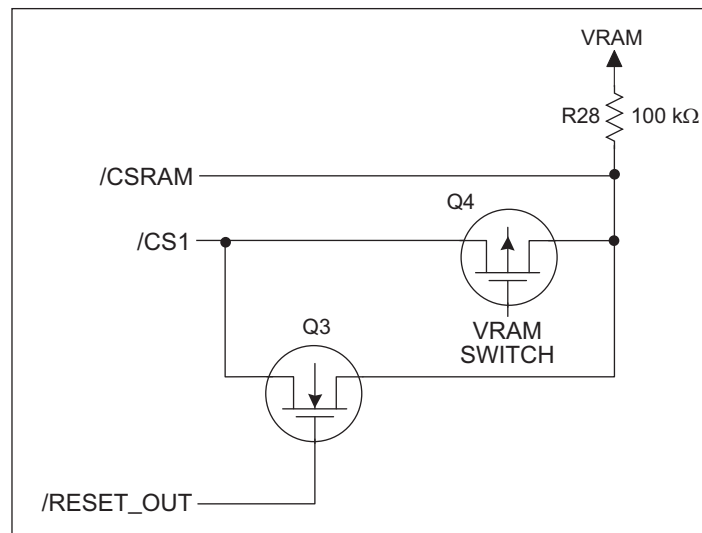 VRAM
R28 100 kΩ
/CSRAM
Q4
/CS1
Q3
VRAM
SWITCH
/RESET_OUT